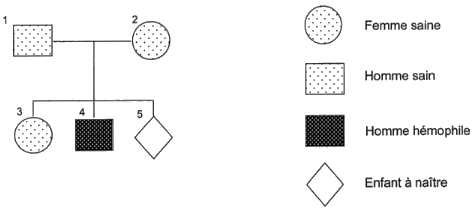 1
2
3
4
5
Femme saine
Homme sain
Homme hémophile
Enfant à naître